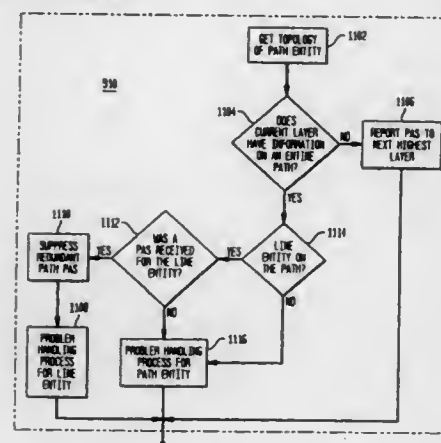 GET TOPOLOGY
OF PATH ENTITY
1102
910
1104
DOES
CURRENT LAYER
HAVE INFORMATION
ON AN ENTIRE
PATH?
NO
1106
REPORT PAS TO
NEXT HIGHEST
LAYER
YES
1110
SUPPRESS
REDUNDANT
PATH PAS
YES
1112
WAS A
PAS RECEIVED
FOR THE LINE
ENTITY?
YES
1114
LINE
ENTITY ON
THE PATH?
NO
NO
1108
PROBLEM
HANDLING
PROCESS
FOR LINE
ENTITY
1116
PROBLEM HANDLING
PROCESS FOR
PATH ENTITY